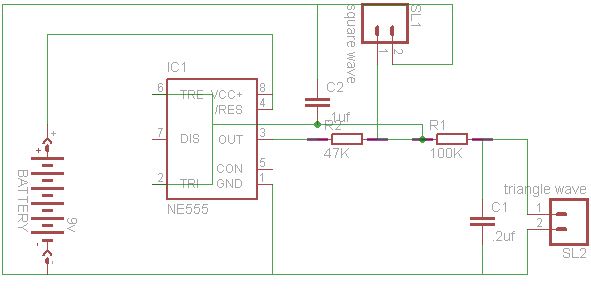 SL1
square wave
1
2
IC1
C2
.1uf
6
TRE
VCC+
8
/RES
4
7
DIS
OUT
3
R2
47K
R1
100K
CON
5
2
TRI
GND
1
NE555
+
+
BATTERY
9v
-
-
C1
.2uf
triangle wave
1
2
SL2